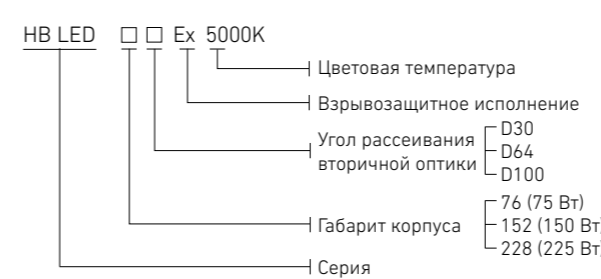 HB LED □ □ Ex 5000K
Цветовая температура
Взрывозащитное исполнение
Угол рассеивания
вторичной оптики
D30
D64
D100
Габарит корпуса
76 (75 Вт)
152 (150 Вт)
228 (225 Вт)
Серия